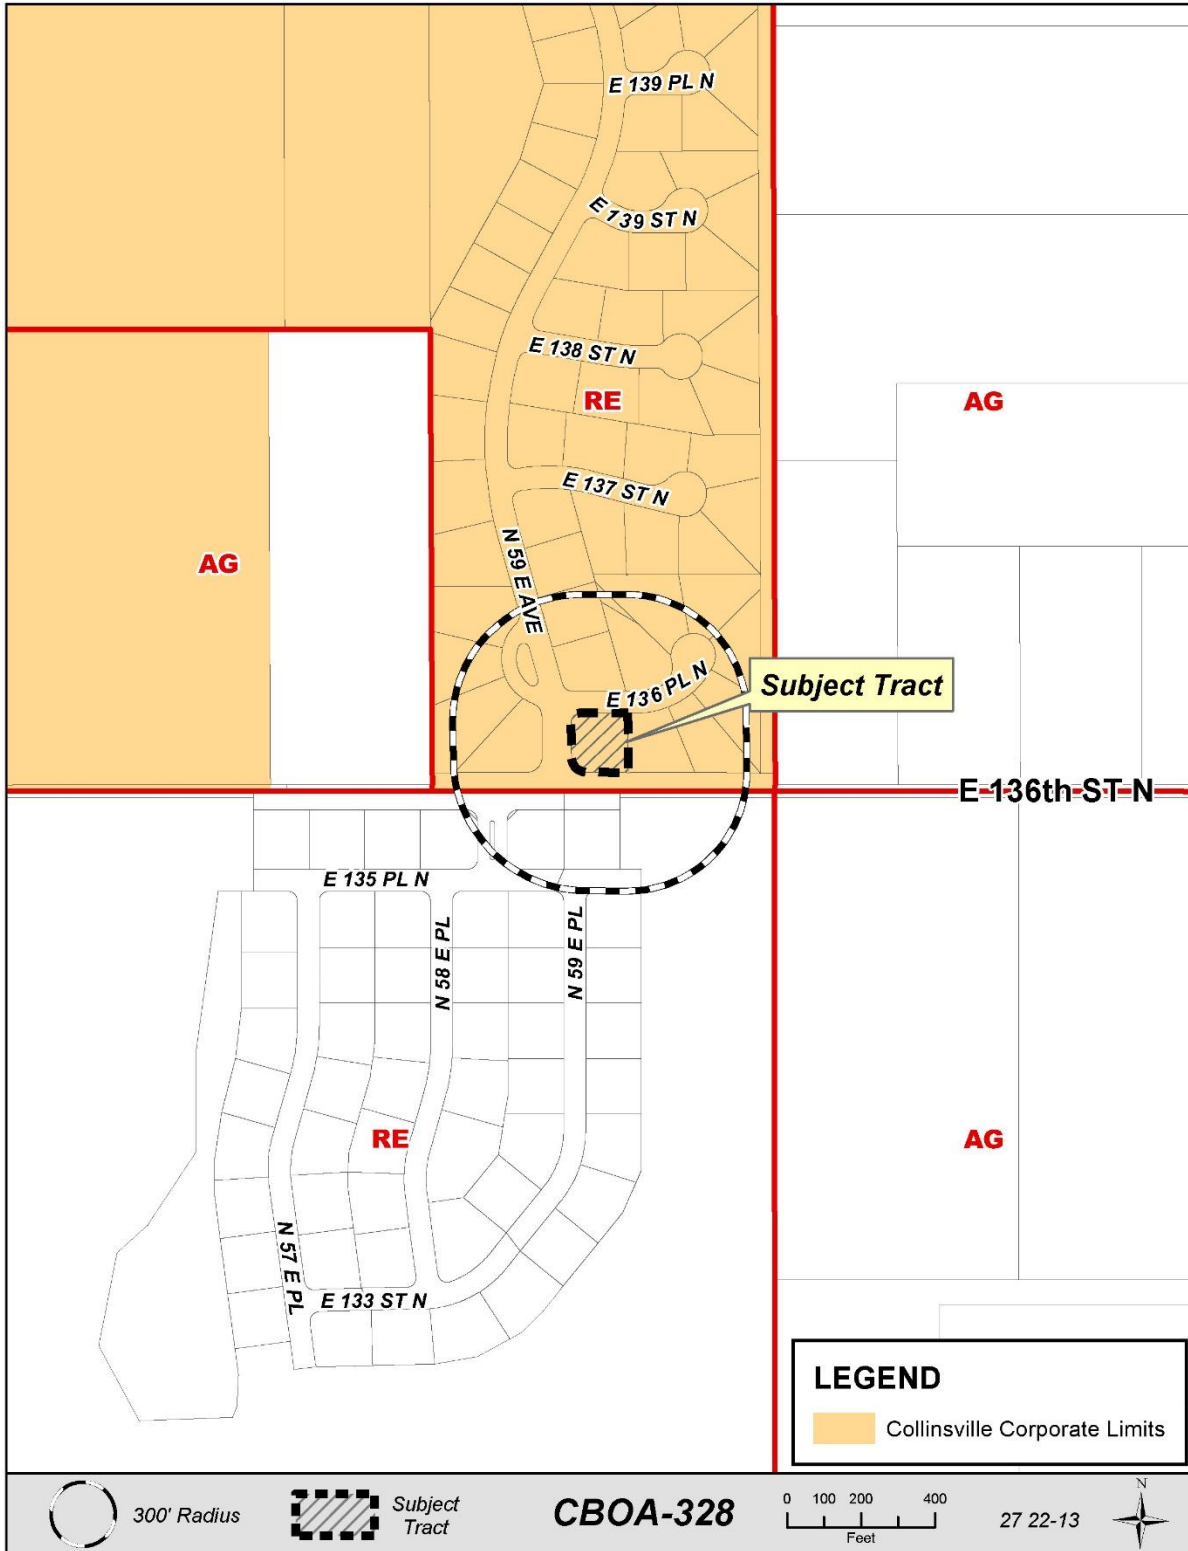 E 139 PL N
E 139 ST N
E 138 ST N
RE
AG
E 137 ST N
AG
N 59 E AVE
E 136 PL N
Subject Tract
E 136th ST N
E 135 PL N
N 58 E PL
N 59 E PL
RE
AG
N 57 E PL
E 133 ST N
LEGEND
Collinsville Corporate Limits
300' Radius
Subject
Tract
CBOA-328
0 100 200 400
Feet
27 22-13
N